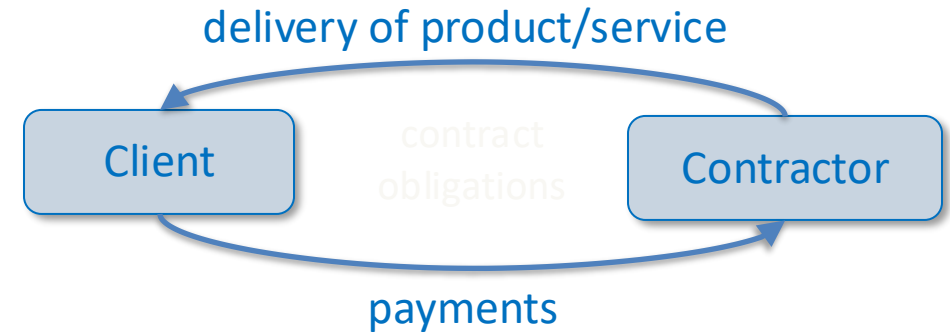 delivery of product/service
Client
contract
obligations
Contractor
payments